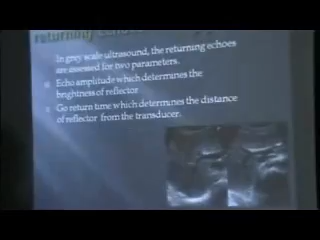 returning
In grey scale ultrasound, the returning echoes
are assessed for two parameters.
Echo amplitude which determines the
brightness of reflector
Go return time which determines the distance
of reflector from the transducer.